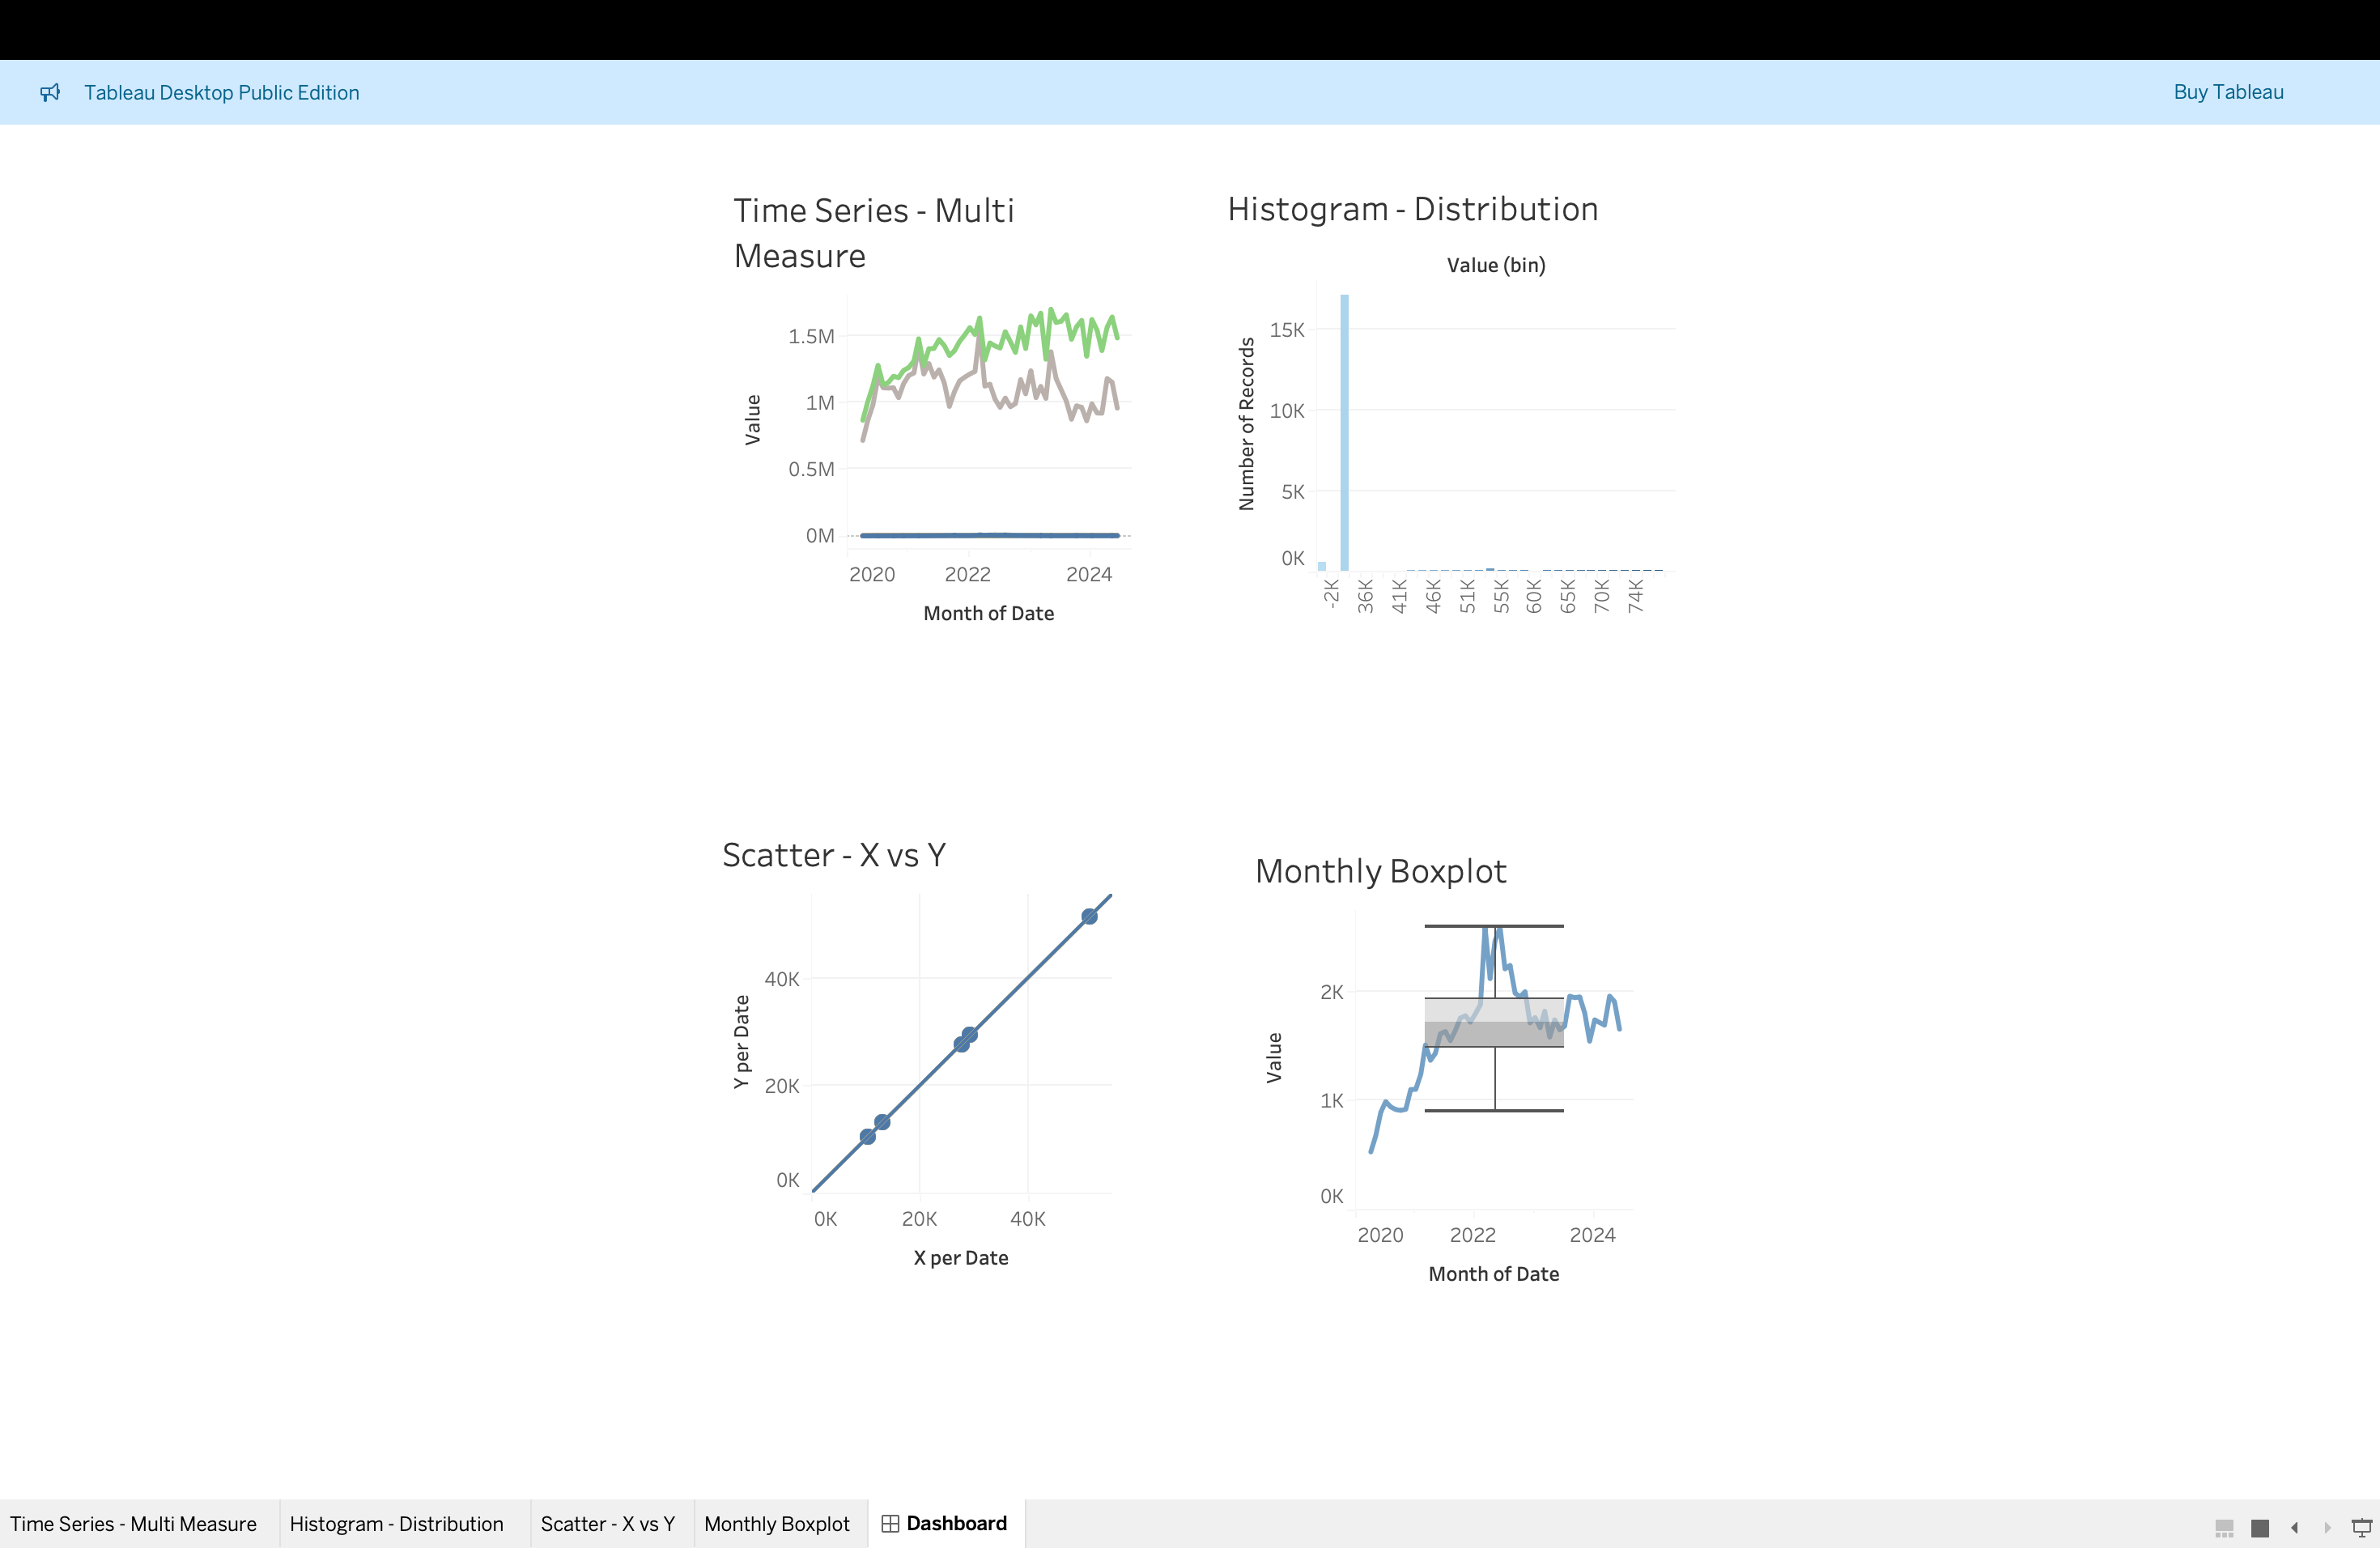 Tableau Desktop Public Edition
Buy Tableau
Time Series - Multi
Measure
1.5M
1M
0.5M
0M
Value
2020 2022 2024
Month of Date
Histogram - Distribution
Value (bin)
15K
10K
5K
0K
Number of Records
-2K 36K 41K 46K 51K 55K 60K 65K 70K 74K
Scatter - X vs Y
40K
20K
0K
Y per Date
0K 20K 40K
X per Date
Monthly Boxplot
2K
1K
0K
Value
2020 2022 2024
Month of Date
Time Series - Multi Measure
Histogram - Distribution
Scatter - X vs Y
Monthly Boxplot
Dashboard